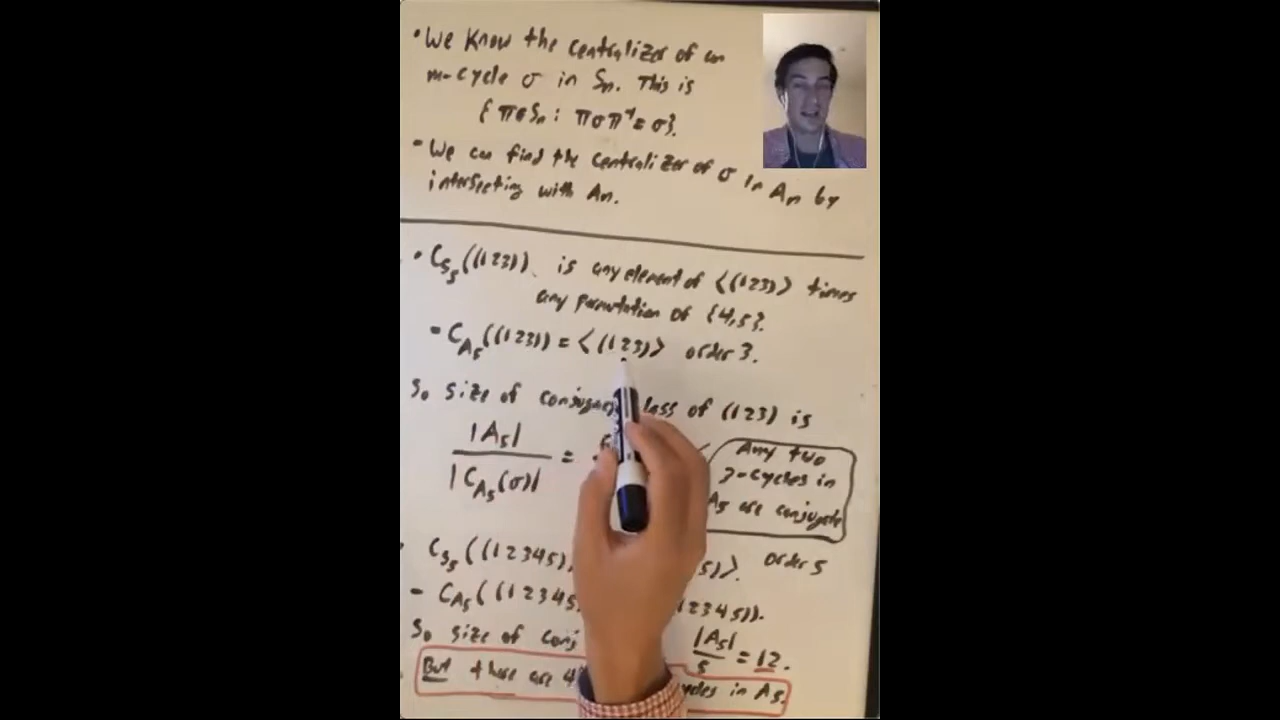 • We know the centralizer of an
m-cycle σ in Sn. This is
{π∈Sn : πσπ⁻¹=σ}.
- We can find the centralizer of σ in An by
intersecting with An.
• C_S5((123)) is any element of ⟨(123)⟩ times
any permutation of {4,5}.
- C_A5((123)) = ⟨(123)⟩ order 3.
So size of conjugacy class of (123) is
|A5| / |C_A5(σ)| =
Any two
3-cycles in
A5 are conjugate
• C_S5((12345) 5)⟩. order 5
- C_A5((12345 12345)⟩.
So size of conj |A5| / 5 = 12.
But there are in A5.